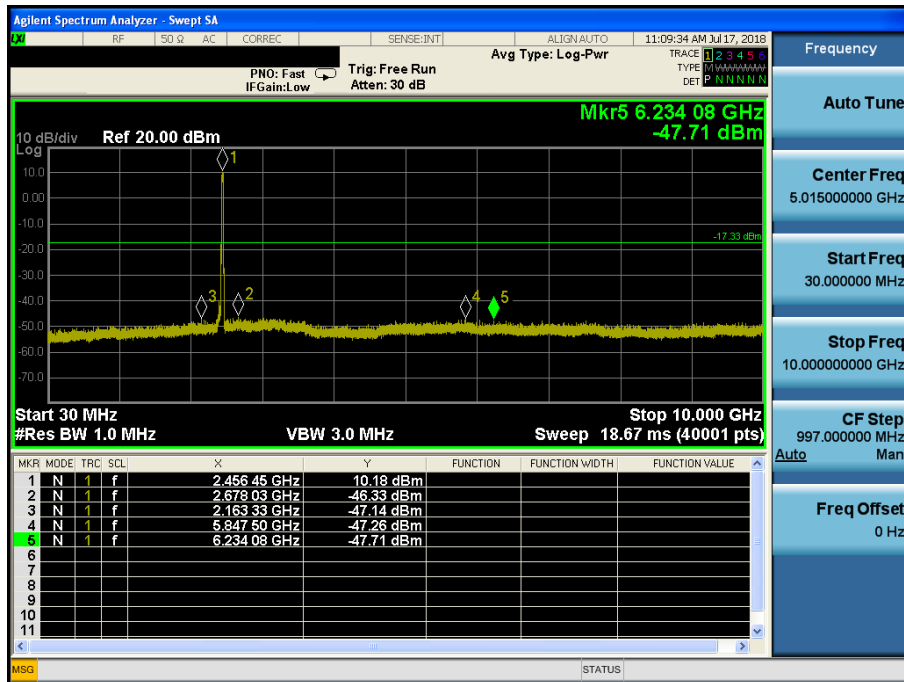 Agilent Spectrum Analyzer - Swept SA
LXI RF 50 Ω AC CORREC SENSE:INT ALIGNAUTO 11:09:34 AM Jul 17, 2018
Frequency
Avg Type: Log-Pwr
TRACE 1 2 3 4 5 6
PNO: Fast Trig: Free Run
TYPE M W W W W W
IFGain:Low Atten: 30 dB
DET P N N N N N
Auto Tune
Mkr5 6.234 08 GHz
-47.71 dBm
10 dB/div Ref 20.00 dBm
Log
10.0
0.00
-10.0
-20.0
-30.0
-40.0
-50.0
-60.0
-70.0
1
-17.33 dBm
3
2
4
5
Center Freq
5.015000000 GHz
Start Freq
30.000000 MHz
Stop Freq
10.000000000 GHz
Start 30 MHz Stop 10.000 GHz
#Res BW 1.0 MHz VBW 3.0 MHz Sweep 18.67 ms (40001 pts)
CF Step
997.000000 MHz
Auto Man
MKR MODE TRC SCL X Y FUNCTION FUNCTION WIDTH FUNCTION VALUE
1 N 1 f 2.456 45 GHz 10.18 dBm
2 N 1 f 2.678 03 GHz -46.33 dBm
3 N 1 f 2.163 33 GHz -47.14 dBm
4 N 1 f 5.847 50 GHz -47.26 dBm
5 N 1 f 6.234 08 GHz -47.71 dBm
6
7
8
9
10
11
Freq Offset
0 Hz
MSG STATUS